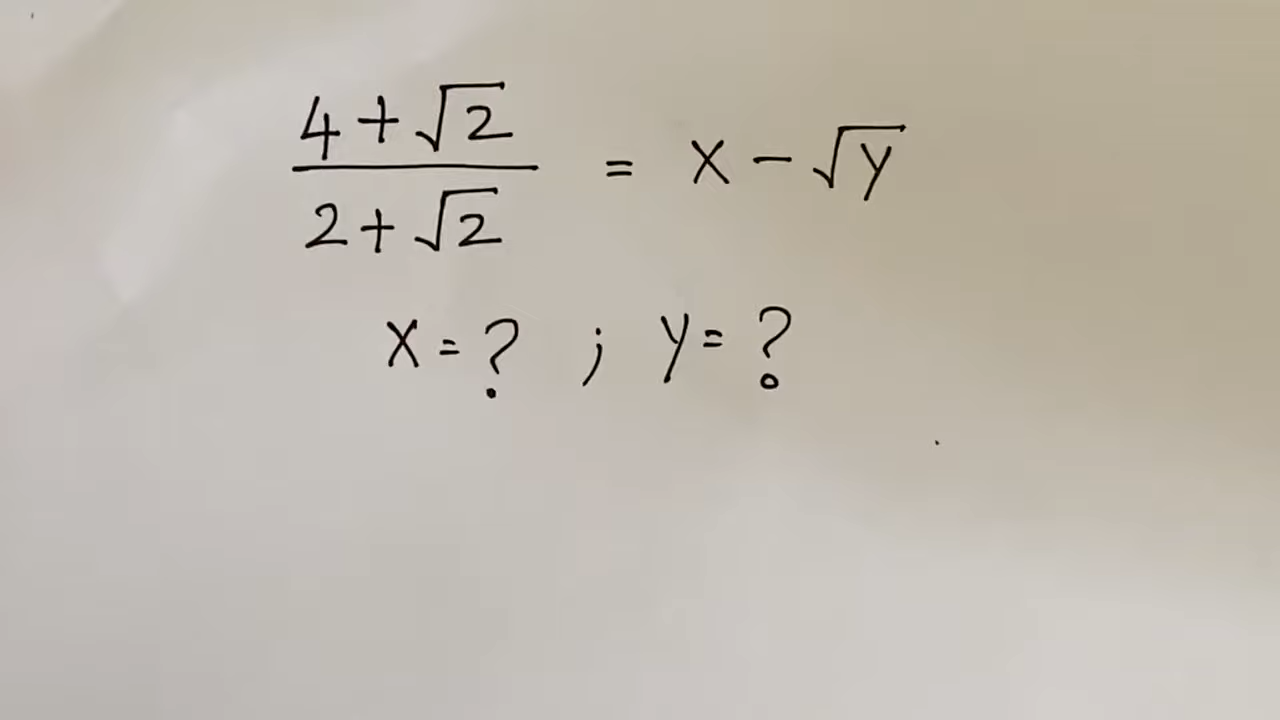 4 + √2 / 2 + √2 = x − √y
x = ? ; y = ?